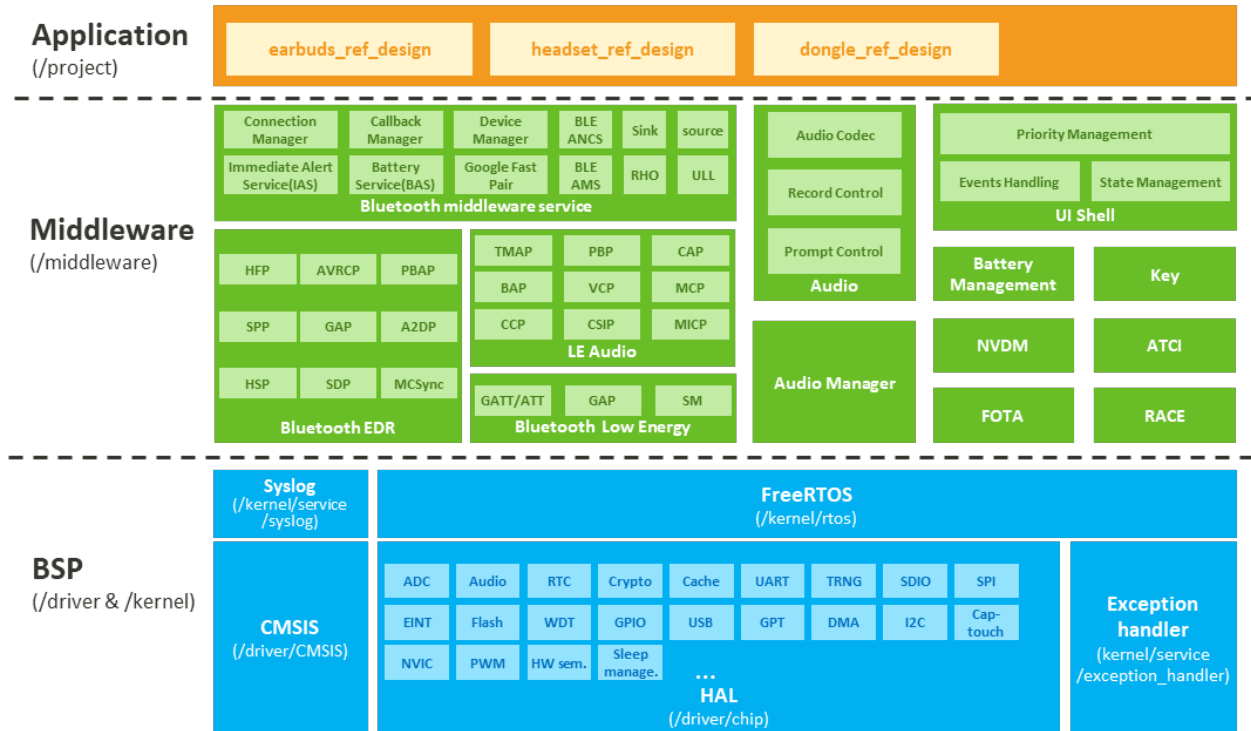 Application
(/project)
earbuds_ref_design
headset_ref_design
dongle_ref_design
Middleware
(/middleware)
Connection
Manager
Callback
Manager
Device
Manager
BLE
ANCS
Sink
source
Immediate Alert
Service(IAS)
Battery
Service(BAS)
Google Fast
Pair
BLE
AMS
RHO
ULL
Bluetooth middleware service
HFP
AVRCP
PBAP
SPP
GAP
A2DP
HSP
SDP
MCSync
Bluetooth EDR
TMAP
PBP
CAP
BAP
VCP
MCP
CCP
CSIP
MICP
LE Audio
GATT/ATT
GAP
SM
Bluetooth Low Energy
Audio Codec
Record Control
Prompt Control
Audio
Audio Manager
Priority Management
Events Handling
State Management
UI Shell
Battery
Management
Key
NVDM
ATCI
FOTA
RACE
BSP
(/driver & /kernel)
Syslog
(/kernel/service
/syslog)
FreeRTOS
(/kernel/rtos)
CMSIS
(/driver/CMSIS)
ADC
Audio
RTC
Crypto
Cache
UART
TRNG
SDIO
SPI
EINT
Flash
WDT
GPIO
USB
GPT
DMA
I2C
Cap-
touch
NVIC
PWM
HW sem.
Sleep
manage.
...
HAL
(/driver/chip)
Exception
handler
(kernel/service
/exception_handler)